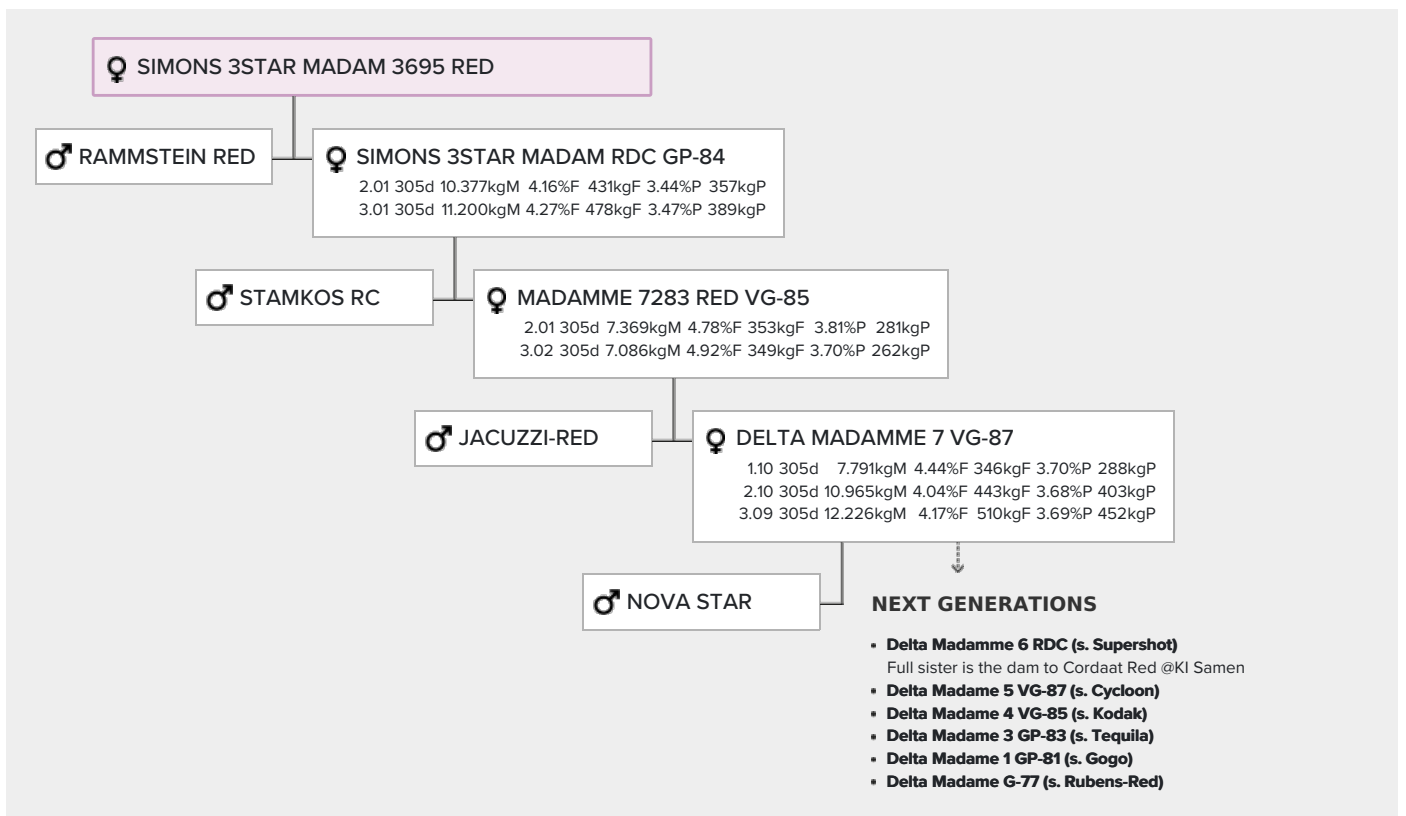 SIMONS 3STAR MADAM 3695 RED
RAMMSTEIN RED
SIMONS 3STAR MADAM RDC GP-84
2.01 305d 10.377kgM 4.16%F 431kgF 3.44%P 357kgP
3.01 305d 11.200kgM 4.27%F 478kgF 3.47%P 389kgP
STAMKOS RC
MADAMME 7283 RED VG-85
2.01 305d 7.369kgM 4.78%F 353kgF 3.81%P 281kgP
3.02 305d 7.086kgM 4.92%F 349kgF 3.70%P 262kgP
JACUZZI-RED
DELTA MADAMME 7 VG-87
1.10 305d 7.791kgM 4.44%F 346kgF 3.70%P 288kgP
2.10 305d 10.965kgM 4.04%F 443kgF 3.68%P 403kgP
3.09 305d 12.226kgM 4.17%F 510kgF 3.69%P 452kgP
NOVA STAR
NEXT GENERATIONS
• Delta Madamme 6 RDC (s. Supershot)
Full sister is the dam to Cordaat Red @KI Samen
• Delta Madame 5 VG-87 (s. Cycloon)
• Delta Madame 4 VG-85 (s. Kodak)
• Delta Madame 3 GP-83 (s. Tequila)
• Delta Madame 1 GP-81 (s. Gogo)
• Delta Madame G-77 (s. Rubens-Red)